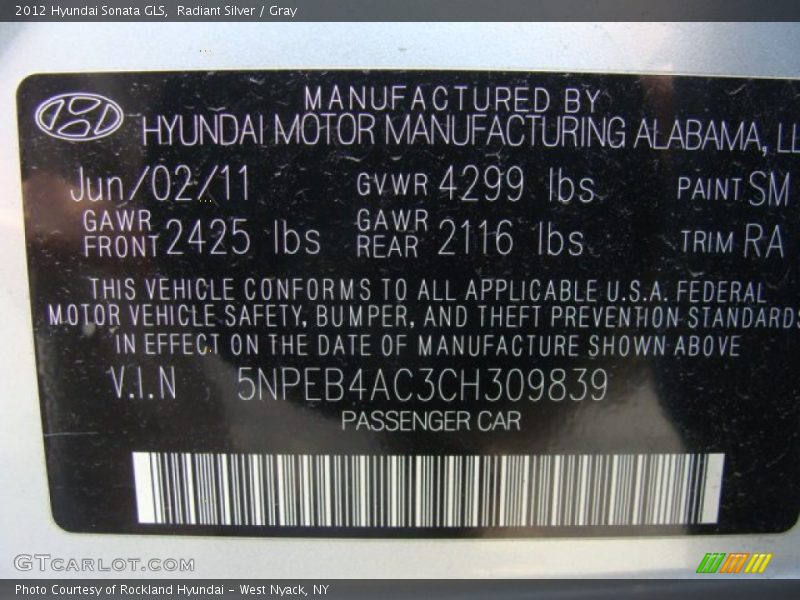 2012 Hyundai Sonata GLS, Radiant Silver / Gray
MANUFACTURED BY
HYUNDAI MOTOR MANUFACTURING ALABAMA, LL
Jun/02/11 GVWR 4299 lbs PAINT SM
GAWR FRONT 2425 lbs GAWR REAR 2116 lbs TRIM RA
THIS VEHICLE CONFORMS TO ALL APPLICABLE U.S.A. FEDERAL
MOTOR VEHICLE SAFETY, BUMPER, AND THEFT PREVENTION STANDARDS
IN EFFECT ON THE DATE OF MANUFACTURE SHOWN ABOVE
V.I.N 5NPEB4AC3CH309839
PASSENGER CAR
GTCARLOT.COM
Photo Courtesy of Rockland Hyundai - West Nyack, NY